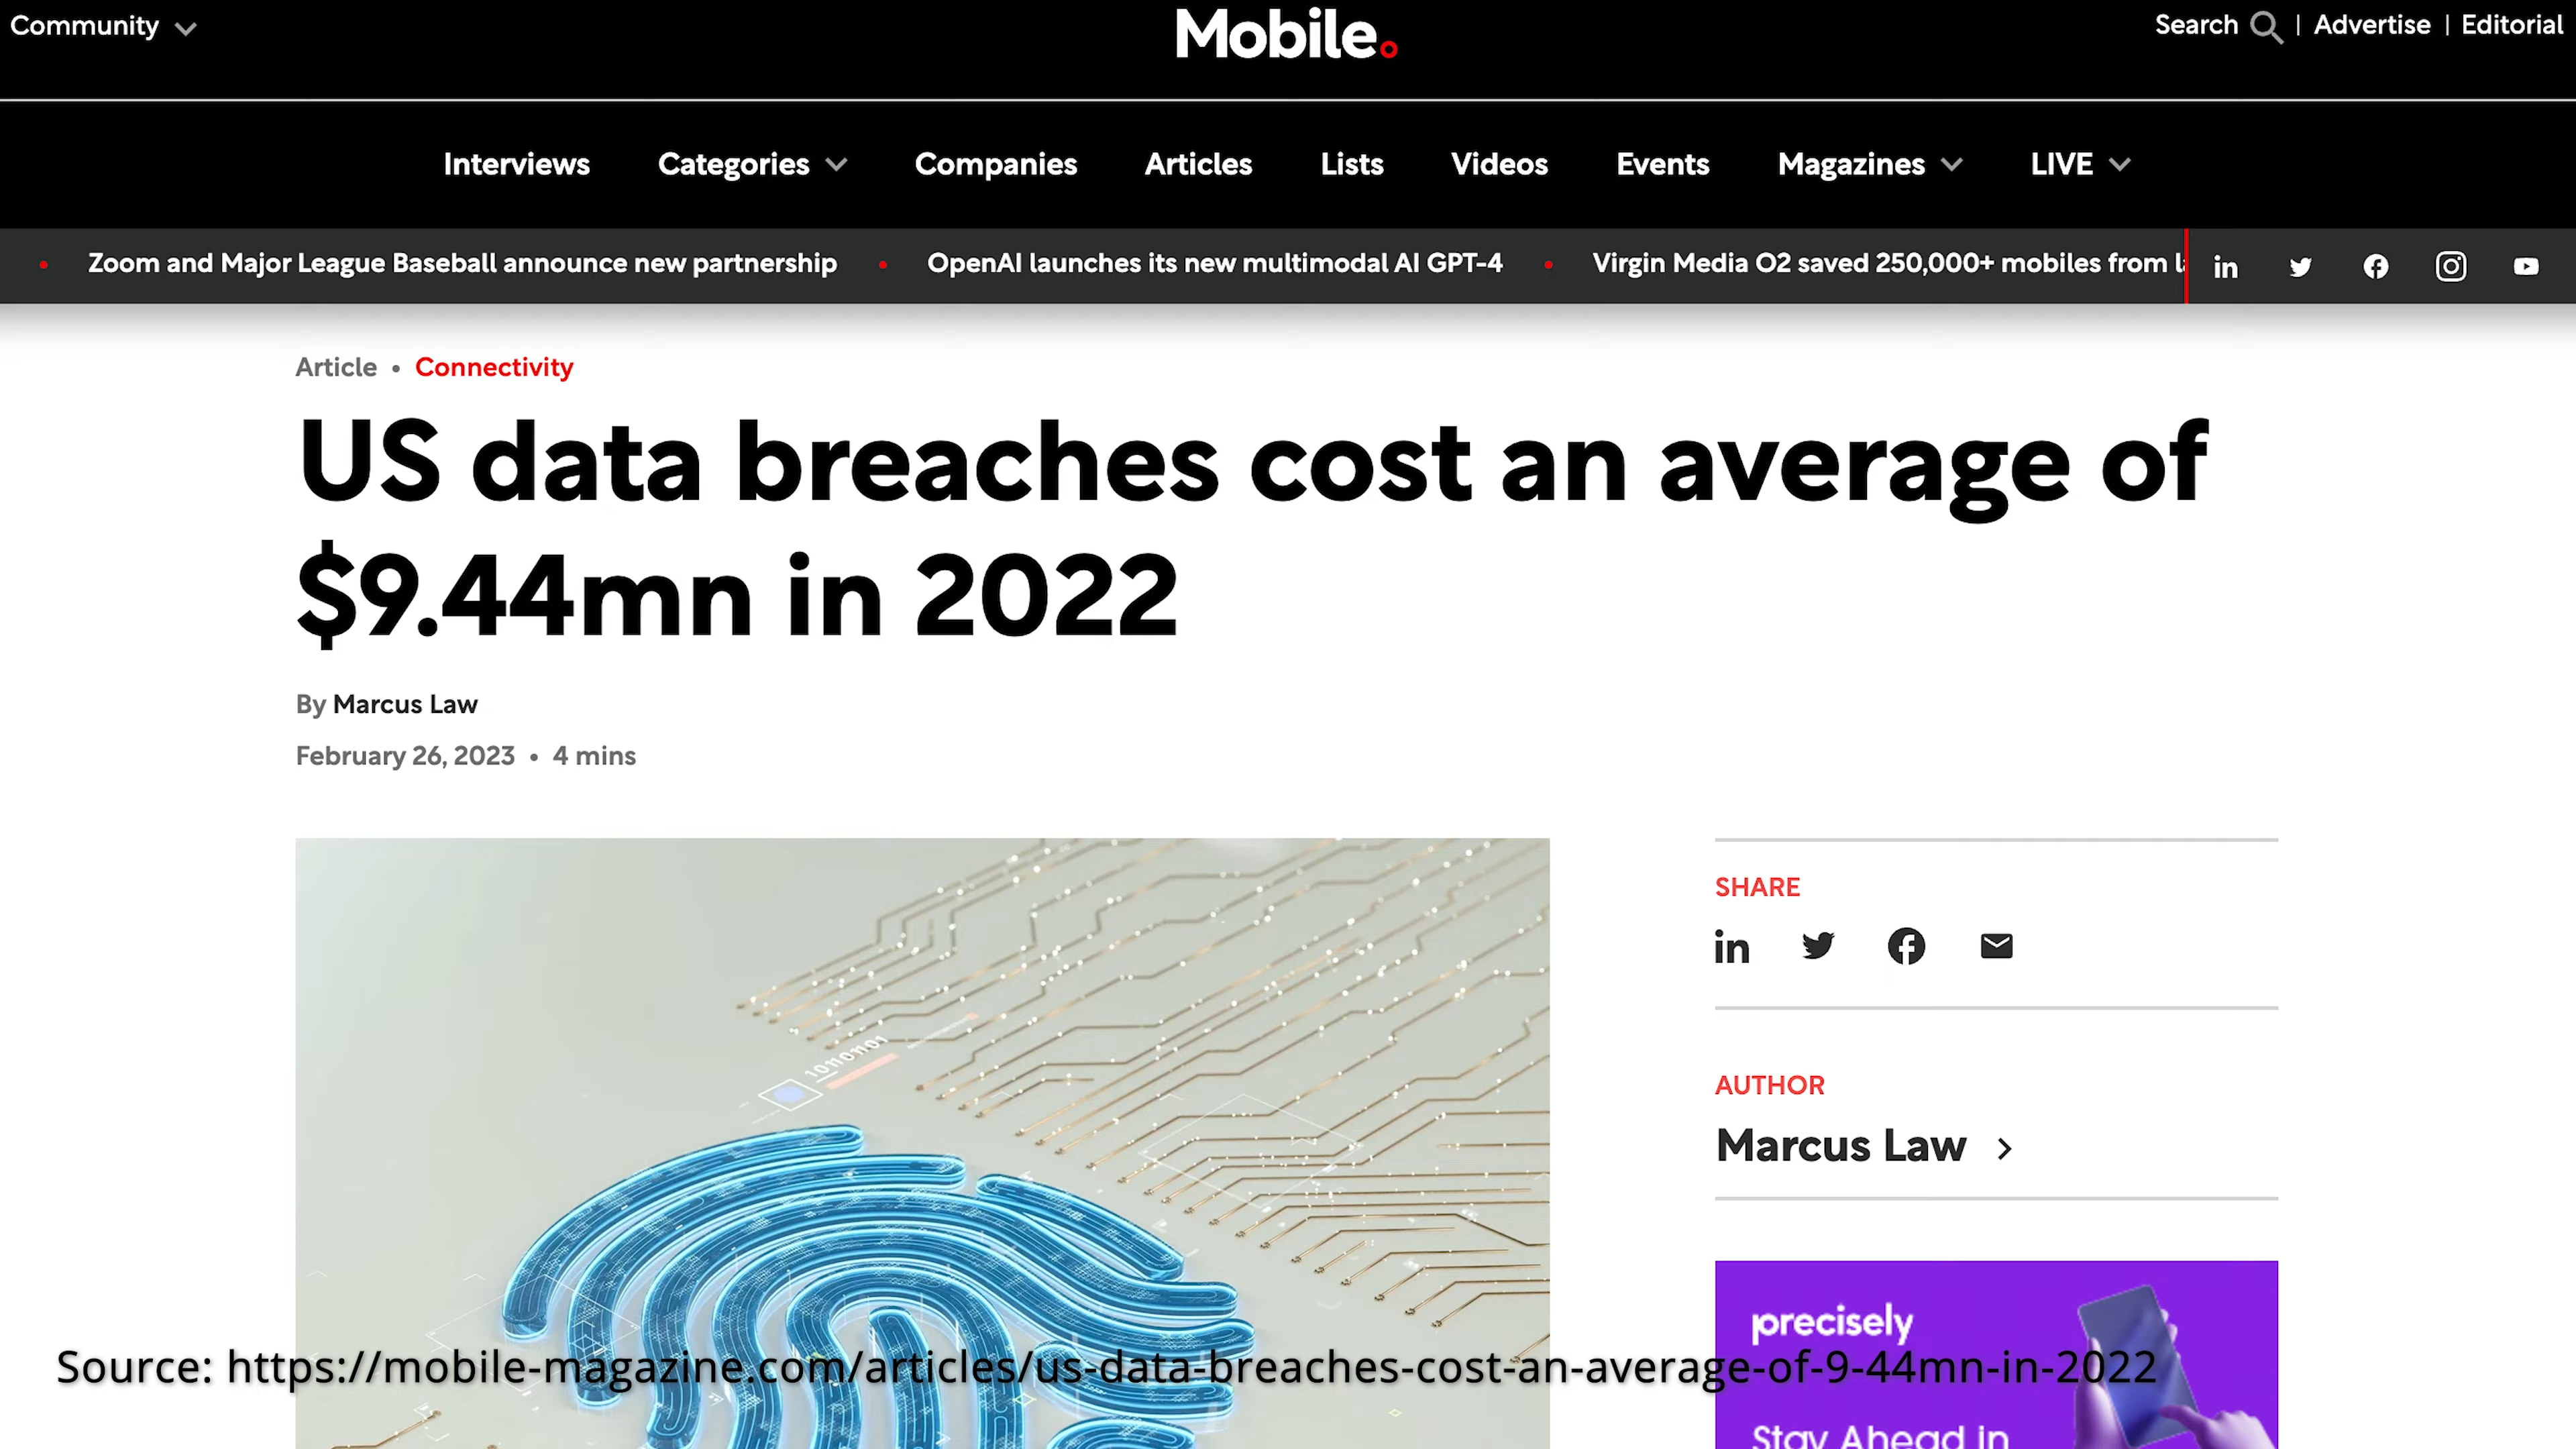 Community
Mobile.
Search | Advertise | Editorial
Interviews Categories Companies Articles Lists Videos Events Magazines LIVE
• Zoom and Major League Baseball announce new partnership • OpenAI launches its new multimodal AI GPT-4 • Virgin Media O2 saved 250,000+ mobiles from
Article • Connectivity
US data breaches cost an average of
$9.44mn in 2022
By Marcus Law
February 26, 2023 • 4 mins
SHARE
AUTHOR
Marcus Law
precisely
Stay Ahead in
Source: https://mobile-magazine.com/articles/us-data-breaches-cost-an-average-of-9-44mn-in-2022